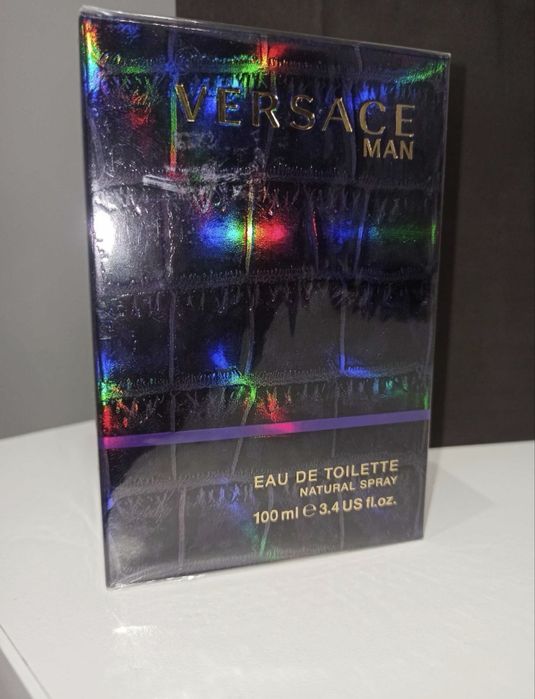 VERSACE
MAN
EAU DE TOILETTE
NATURAL SPRAY
100 ml ℮ 3.4 US fl.oz.